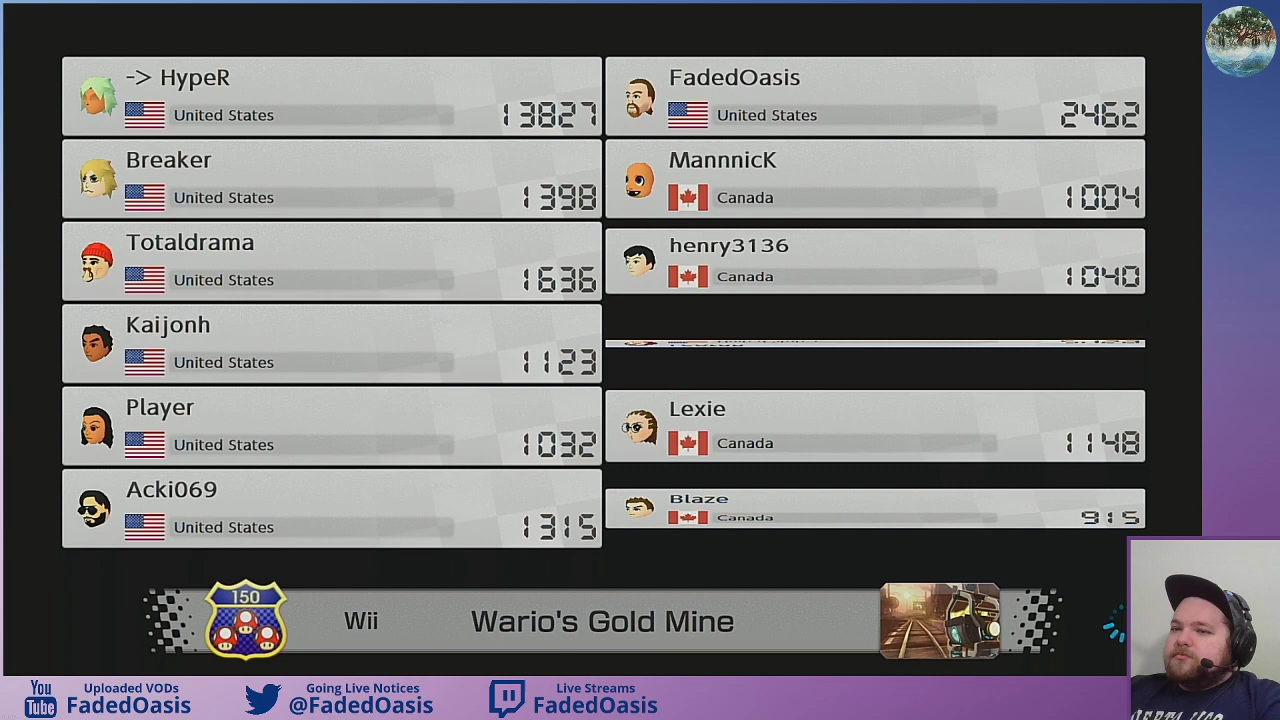 -> HypeR
United States
13827
Breaker
United States
1398
Totaldrama
United States
1636
Kaijonh
United States
1123
Player
United States
1032
Acki069
United States
1315
FadedOasis
United States
2462
MannnicK
Canada
1004
henry3136
Canada
1040
Lexie
Canada
1148
Blaze
Canada
915
150
Wii
Wario's Gold Mine
You
Tube
Uploaded VODs
FadedOasis
Going Live Notices
@FadedOasis
Live Streams
FadedOasis